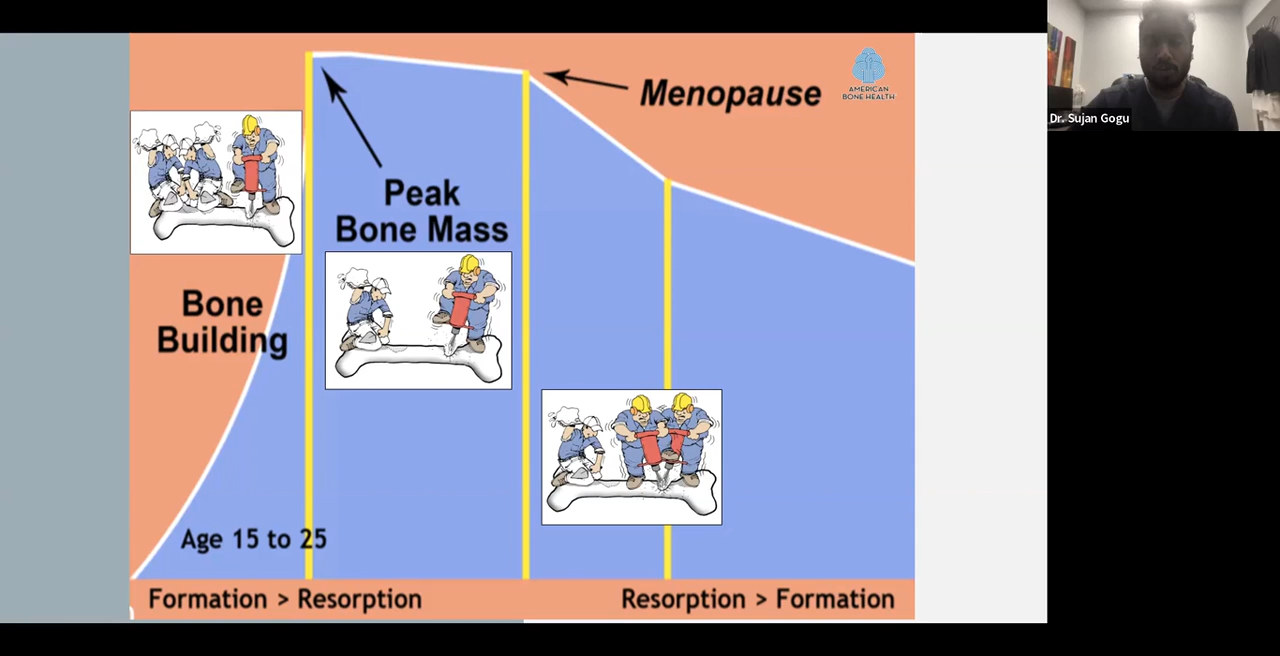 Menopause
AMERICAN
BONE HEALTH
Dr. Sujan Gogu
Peak
Bone Mass
Bone
Building
Age 15 to 25
Formation > Resorption
Resorption > Formation